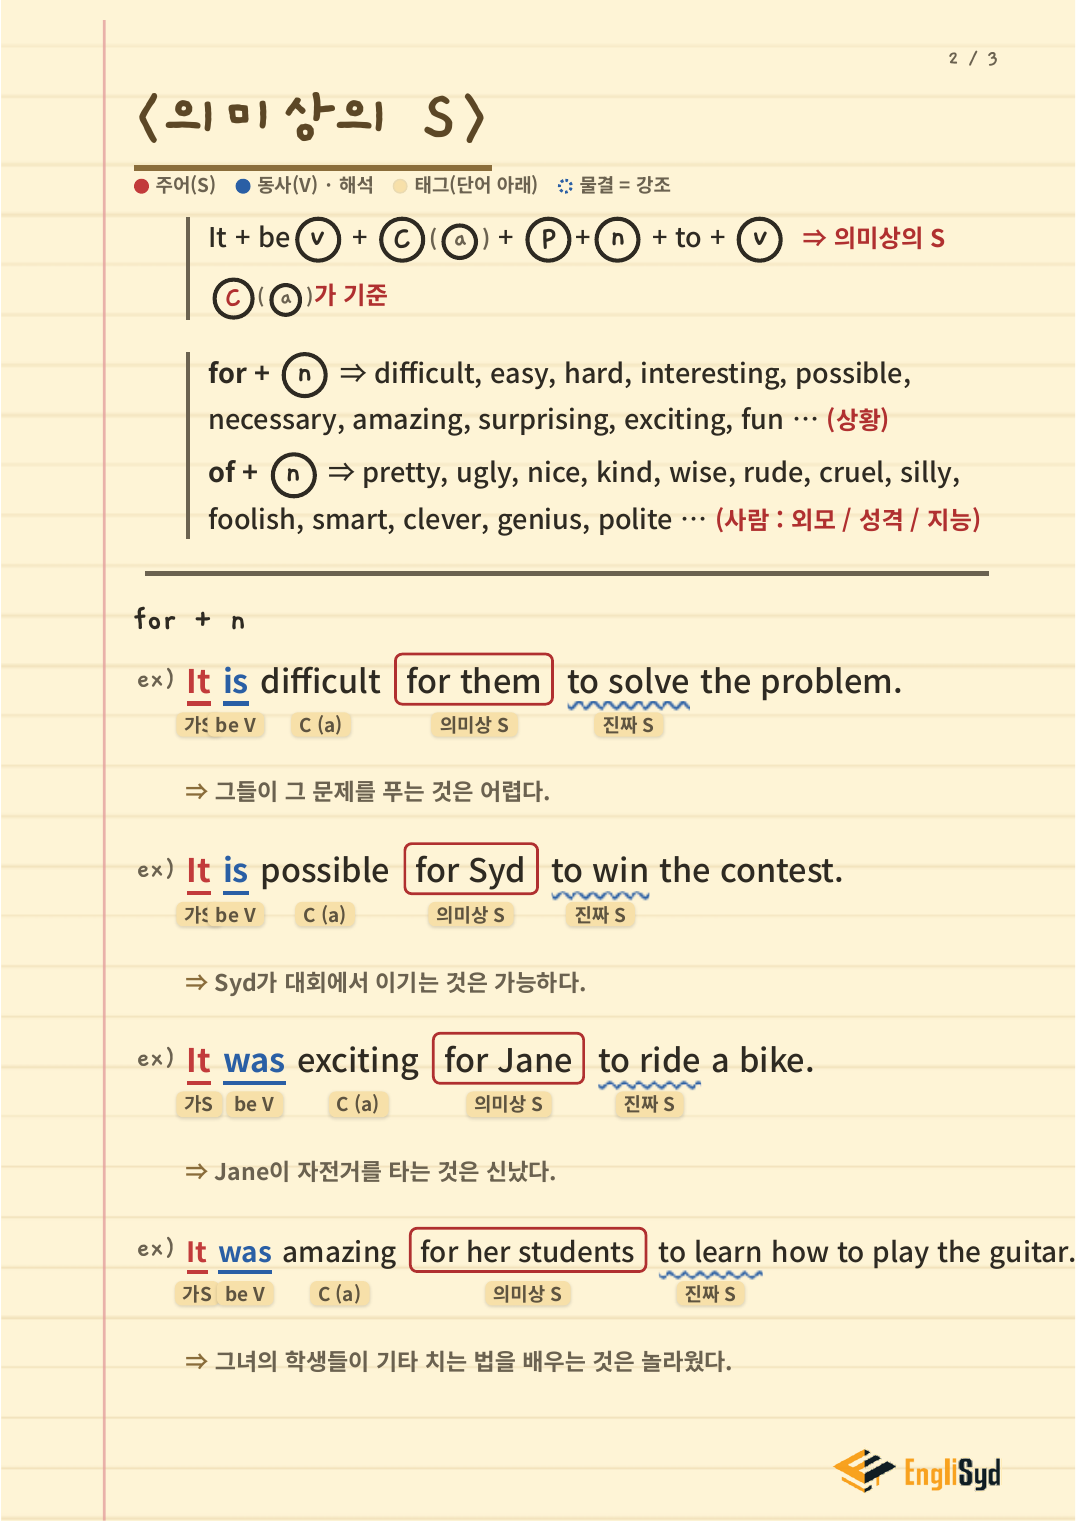 2 / 3
<의미상의 S>
주어(S) 동사(V) · 해석 태그(단어 아래) 물결 = 강조
It + be v + C ( a ) + P + n + to + v ⇒ 의미상의 S
C ( a )가 기준
for + n ⇒ difficult, easy, hard, interesting, possible,
necessary, amazing, surprising, exciting, fun ··· (상황)
of + n ⇒ pretty, ugly, nice, kind, wise, rude, cruel, silly,
foolish, smart, clever, genius, polite ··· (사람 : 외모 / 성격 / 지능)
for + n
ex) It is difficult for them to solve the problem.
가S be V C (a) 의미상 S 진짜 S
⇒ 그들이 그 문제를 푸는 것은 어렵다.
ex) It is possible for Syd to win the contest.
가S be V C (a) 의미상 S 진짜 S
⇒ Syd가 대회에서 이기는 것은 가능하다.
ex) It was exciting for Jane to ride a bike.
가S be V C (a) 의미상 S 진짜 S
⇒ Jane이 자전거를 타는 것은 신났다.
ex) It was amazing for her students to learn how to play the guitar.
가S be V C (a) 의미상 S 진짜 S
⇒ 그녀의 학생들이 기타 치는 법을 배우는 것은 놀라웠다.
EngliSyd